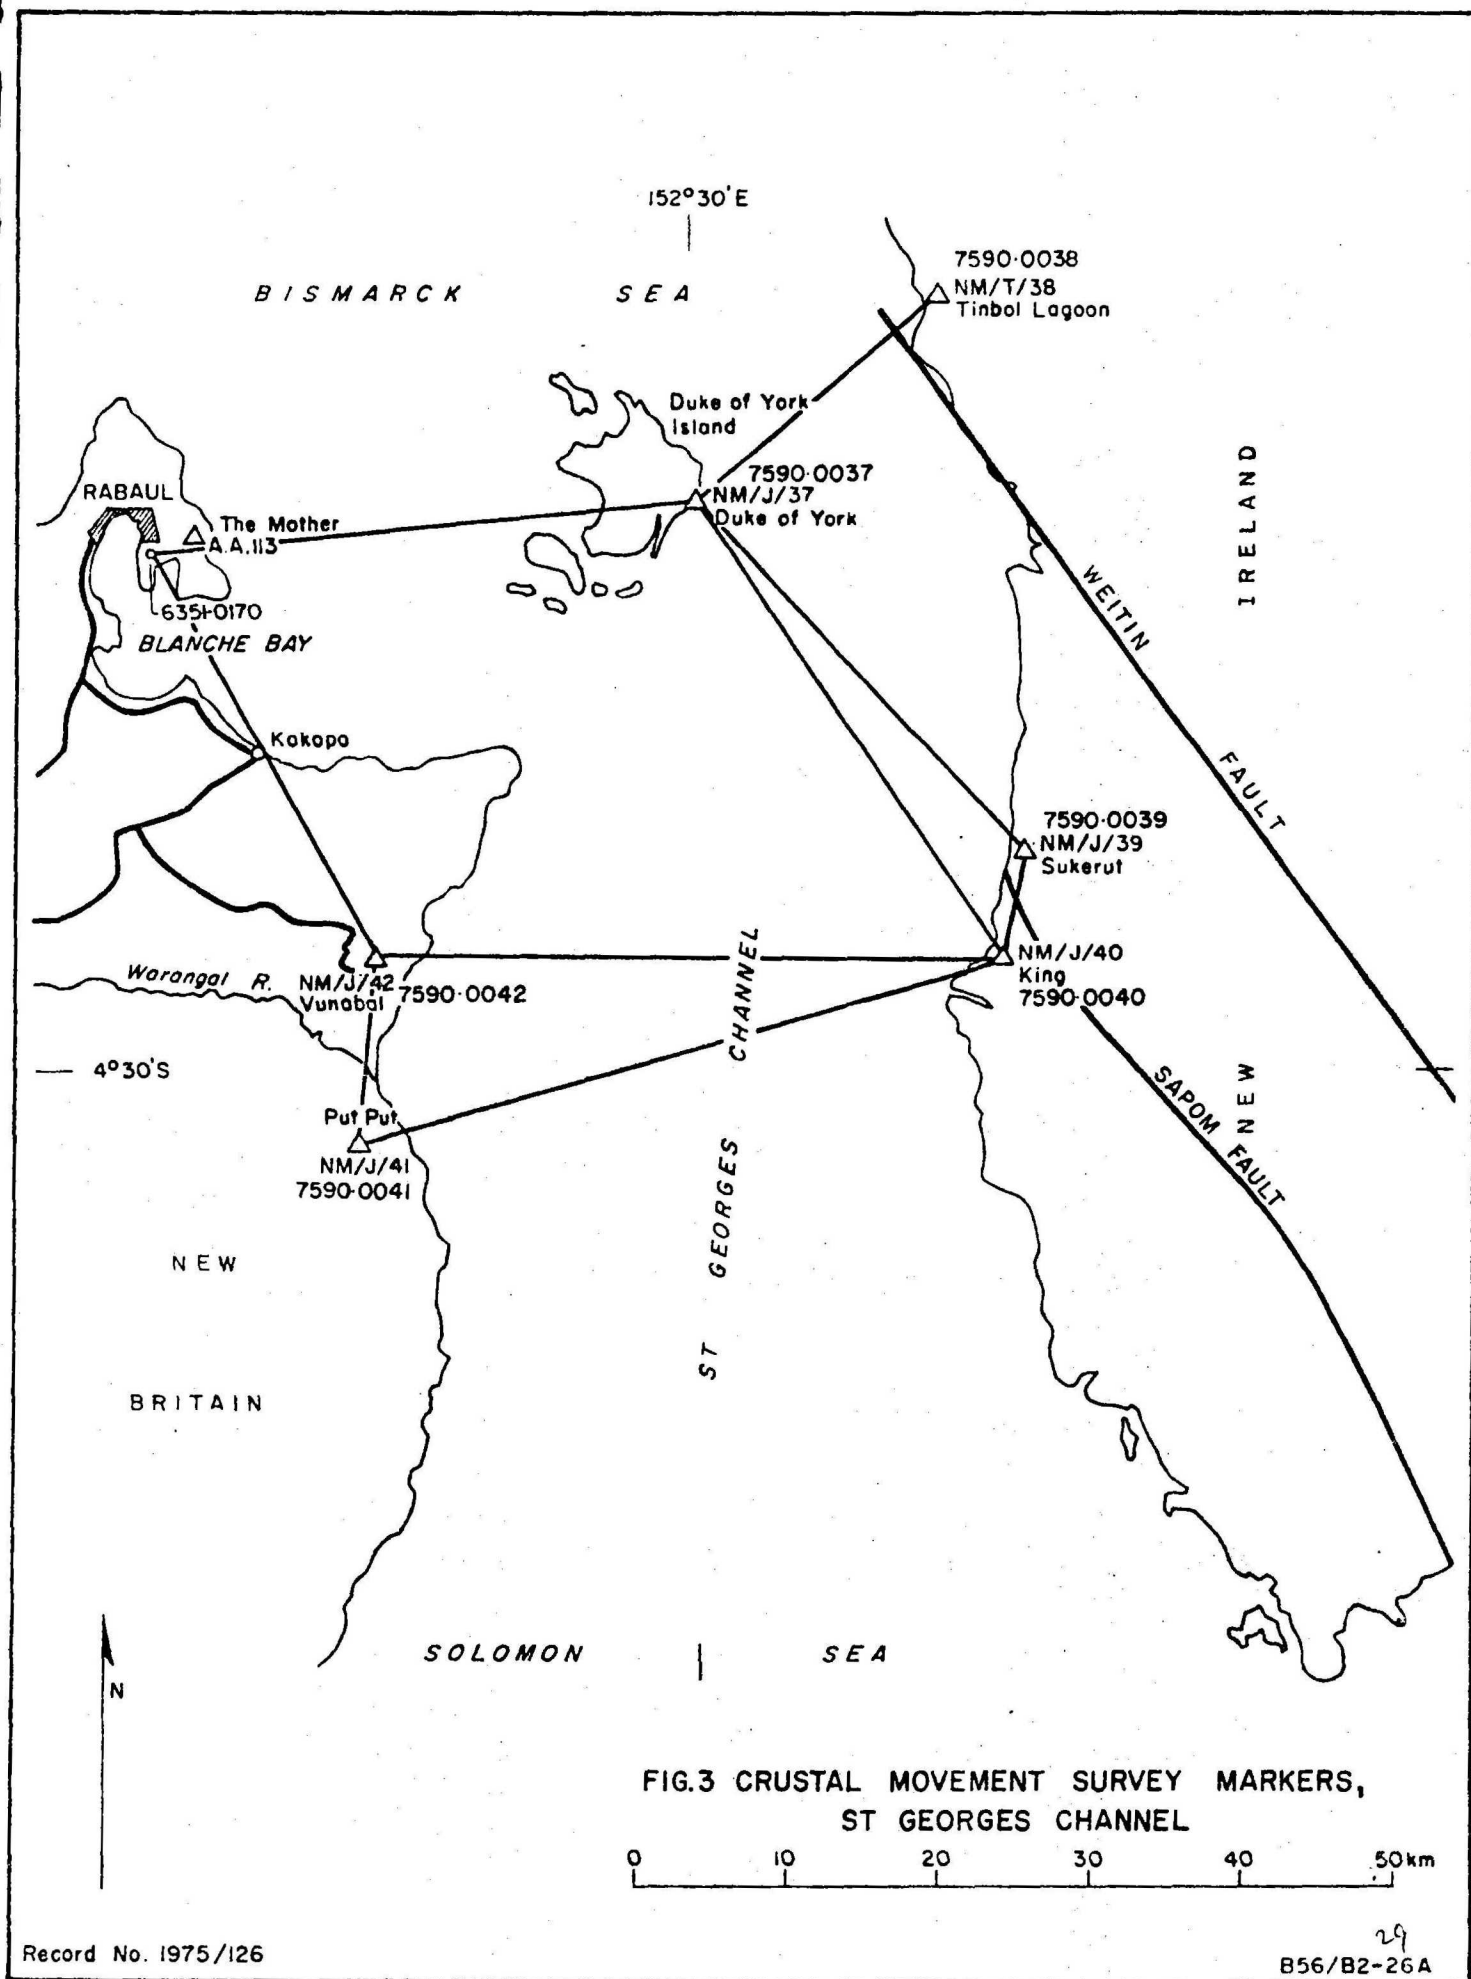 152°30'E
7590·0038
BISMARCK SEA
NM/T/38
Tinbol Lagoon
Duke of York
Island
7590·0037
RABAUL
NM/J/37
The Mother
Duke of York
A.A.113
IRELAND
WEITIN
6351·0170
BLANCHE BAY
Kokopo
FAULT
7590·0039
NM/J/39
Sukerut
NM/J/40
King
7590·0040
Warangal R.
NM/J/42
Vunabal
7590·0042
ST GEORGES CHANNEL
4°30'S
SAPOM FAULT
NEW
Put Put
NM/J/41
7590·0041
NEW
BRITAIN
SOLOMON SEA
N
FIG.3 CRUSTAL MOVEMENT SURVEY MARKERS,
ST GEORGES CHANNEL
0 10 20 30 40 50km
29
Record No. 1975/126
B56/B2-26A